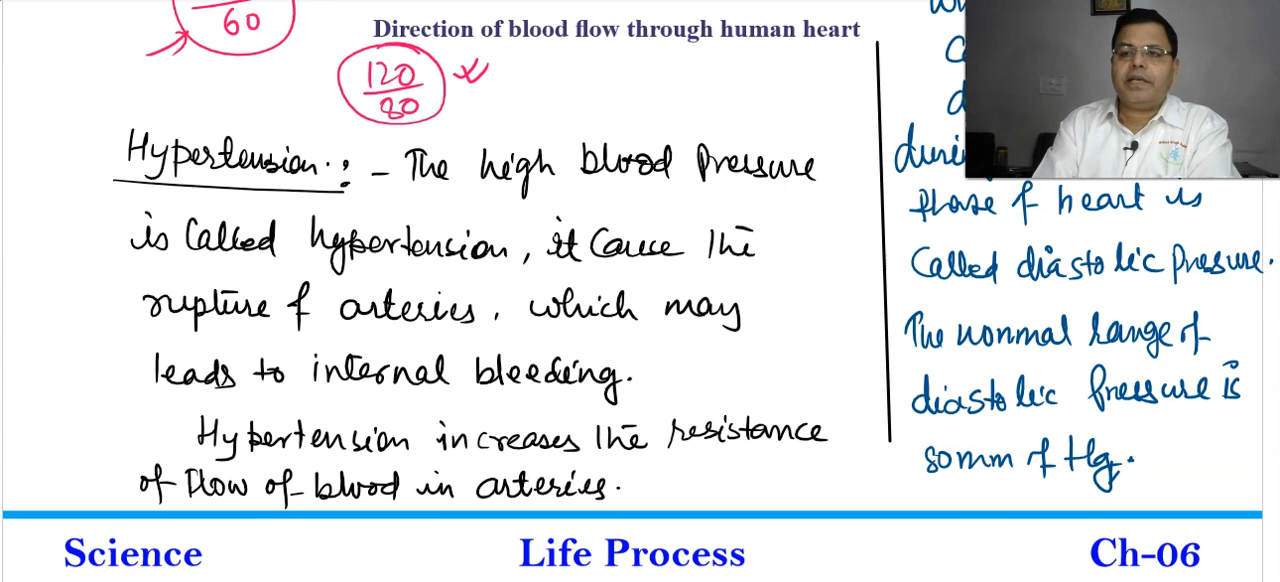 60
Direction of blood flow through human heart
120
80
Hypertension :- The high blood pressure
is called hypertension, it cause the
rupture of arteries, which may
leads to internal bleeding.
Hypertension increases the resistance
of flow of blood in arteries.
phase of heart is
called diastolic pressure.
The normal range of
diastolic pressure is
80mm of Hg.
Science
Life Process
Ch-06